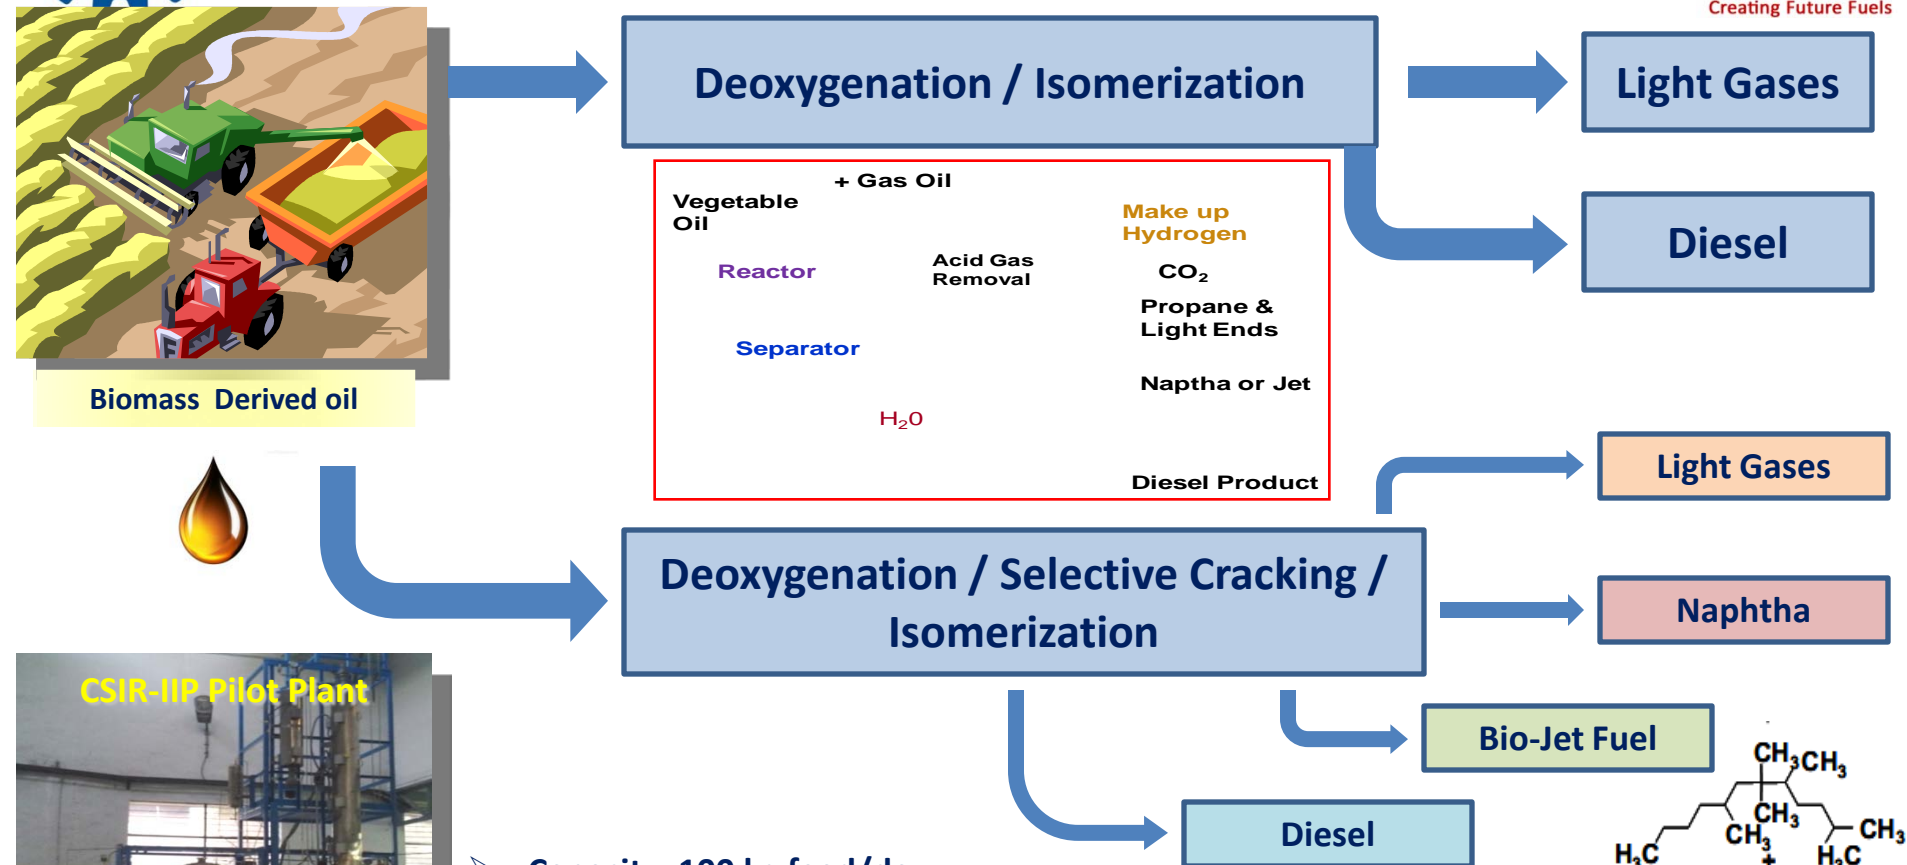 Creating Future Fuels
Deoxygenation / Isomerization
Light Gases
+ Gas Oil
Vegetable
Oil
Make up
Hydrogen
Diesel
Reactor
Acid Gas
Removal
CO₂
Propane &
Light Ends
Separator
Naptha or Jet
Biomass Derived oil
H₂0
Light Gases
Diesel Product
Deoxygenation / Selective Cracking /
Isomerization
Naphtha
CSIR-IIP Pilot Plant
Bio-Jet Fuel
CH₃
CH₃
CH₃
CH₃
CH₃
Diesel
H₃C
H₃C
+